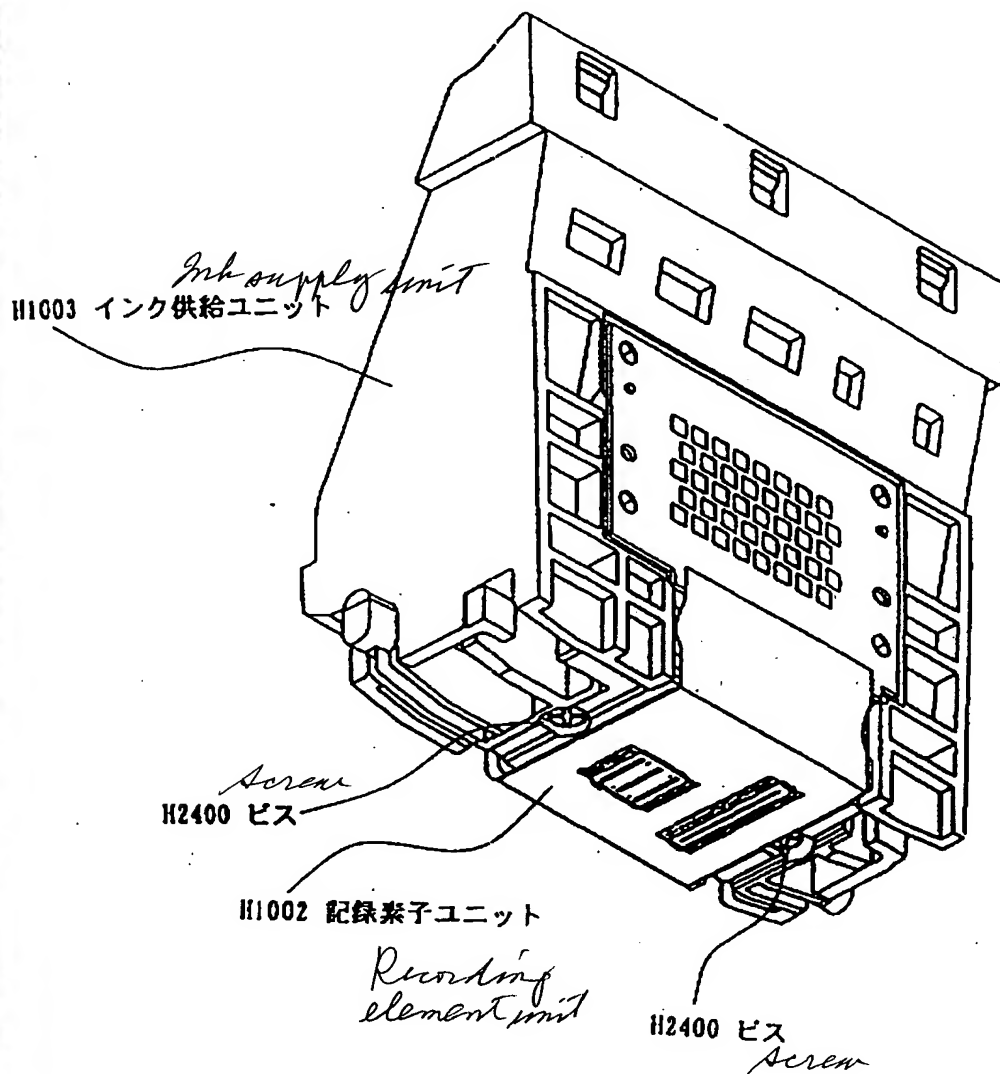 Ink supply unit
H1003 インク供給ユニット
screw
H2400 ビス
H1002 記録素子ユニット
Recording
element unit
H2400 ビス
screw